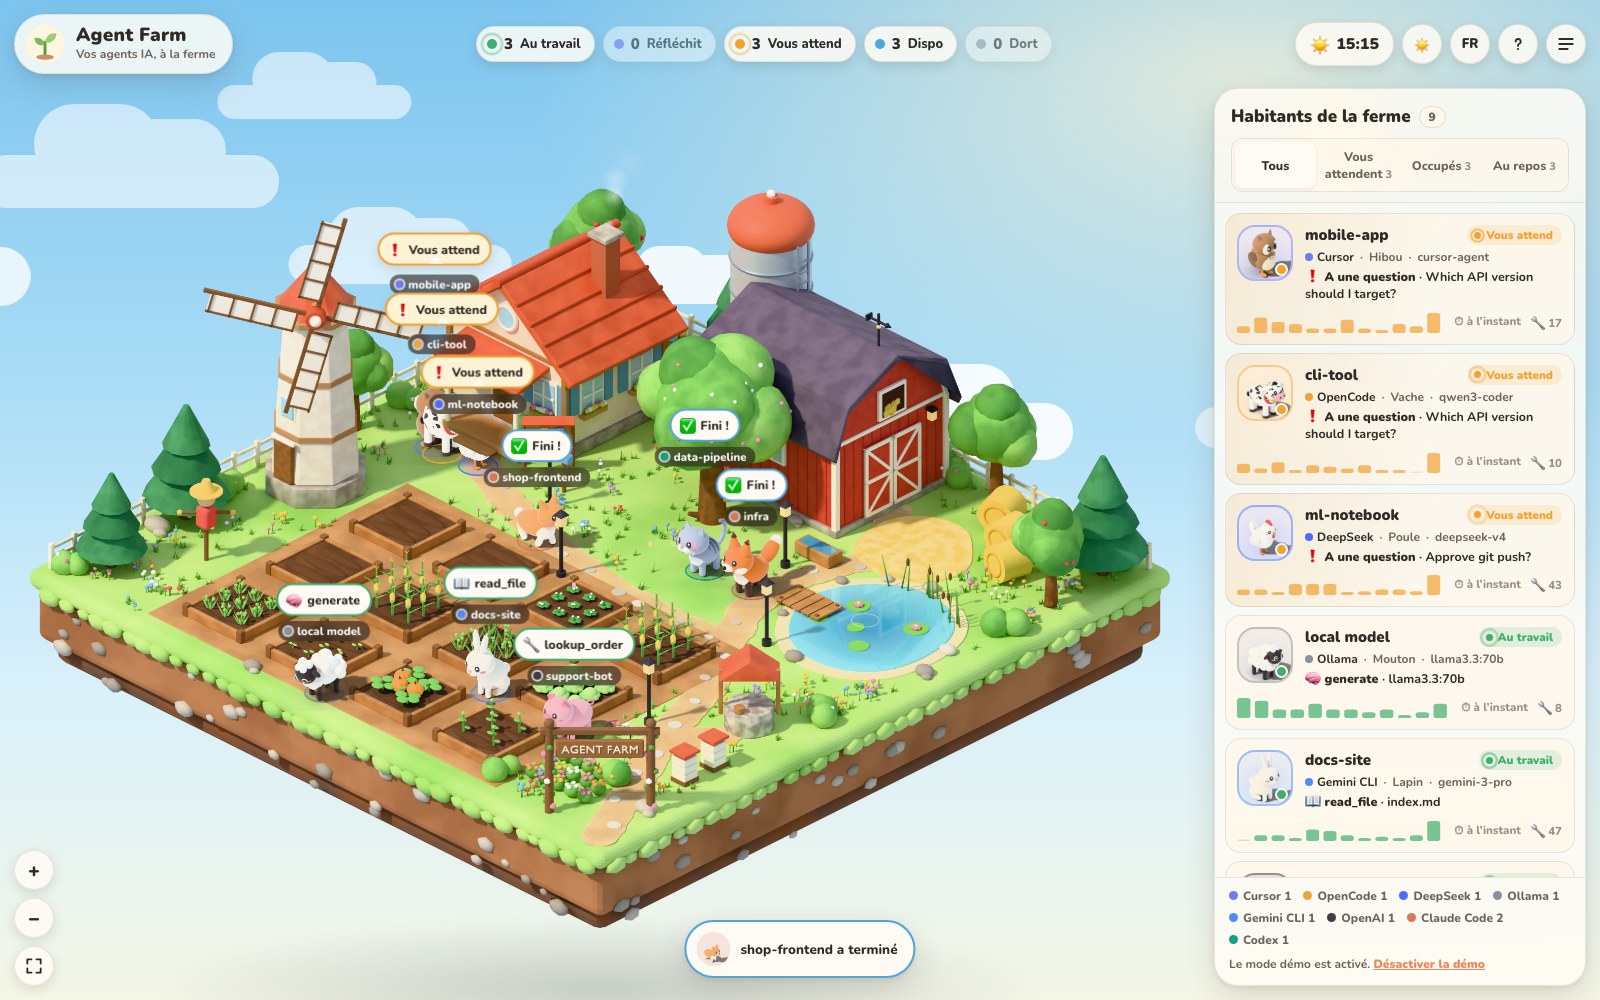 Agent Farm
Vos agents IA, à la ferme
3 Au travail
0 Réfléchit
3 Vous attend
3 Dispo
0 Dort
15:15
FR
?
Habitants de la ferme 9
Tous
Vous attendent 3
Occupés 3
Au repos 3
mobile-app
Vous attend
Cursor · Hibou · cursor-agent
❗ A une question · Which API version
should I target?
à l'instant
17
cli-tool
Vous attend
OpenCode · Vache · qwen3-coder
❗ A une question · Which API version
should I target?
à l'instant
10
ml-notebook
Vous attend
DeepSeek · Poule · deepseek-v4
❗ A une question · Approve git push?
à l'instant
43
local model
Au travail
Ollama · Mouton · llama3.3:70b
generate · llama3.3:70b
à l'instant
8
docs-site
Au travail
Gemini CLI · Lapin · gemini-3-pro
read_file · index.md
à l'instant
47
Cursor 1
OpenCode 1
DeepSeek 1
Ollama 1
Gemini CLI 1
OpenAI 1
Claude Code 2
Codex 1
Le mode démo est activé. Désactiver la démo
❗ Vous attend
mobile-app
❗ Vous attend
cli-tool
❗ Vous attend
ml-notebook
Fini !
shop-frontend
Fini !
data-pipeline
Fini !
infra
generate
local model
read_file
docs-site
lookup_order
support-bot
AGENT FARM
+
−
shop-frontend a terminé